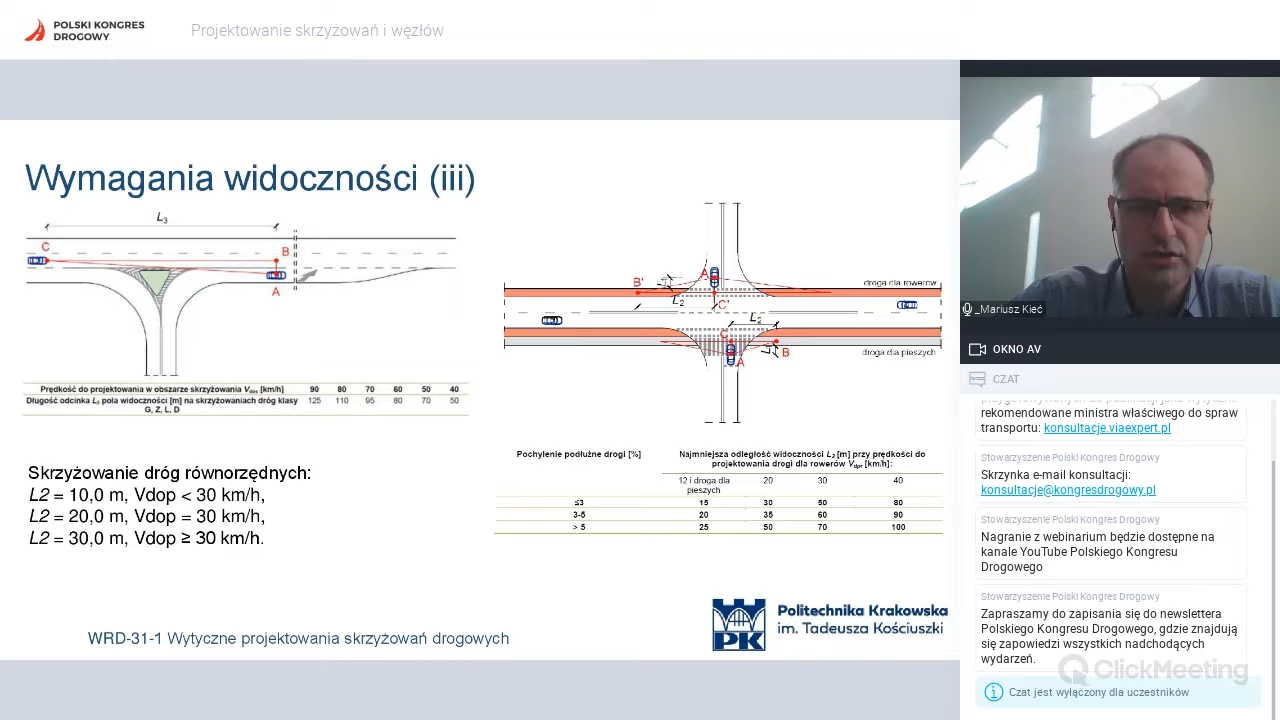 POLSKI KONGRES
DROGOWY
Projektowanie skrzyżowań i węzłów
Wymagania widoczności (iii)
L3
C
B
A
Prędkość do projektowania w obszarze skrzyżowania Vdos [km/h] 90 80 70 60 50 40
Długość odcinka L3 pola widoczności [m] na skrzyżowaniach dróg klasy 125 110 95 80 70 50
G, Z, L, D
Skrzyżowanie dróg równorzędnych:
L2 = 10,0 m, Vdop < 30 km/h,
L2 = 20,0 m, Vdop = 30 km/h,
L2 = 30,0 m, Vdop ≥ 30 km/h.
A
B'
droga dla rowerów
L2
C'
L2
C
B
A
droga dla pieszych
Pochylenie podłużne drogi [%] Najmniejsza odległość widoczności L2 [m] przy prędkości do
projektowania drogi dla rowerów Vdpr [km/h]:
12 i droga dla 20 30 40
pieszych
≤3 15 30 50 80
3-5 20 35 60 90
> 5 25 50 70 100
WRD-31-1 Wytyczne projektowania skrzyżowań drogowych
PK
Politechnika Krakowska
im. Tadeusza Kościuszki
_Mariusz Kieć
OKNO AV
CZAT
rekomendowane ministra właściwego do spraw
transportu: konsultacje.viaexpert.pl
Stowarzyszenie Polski Kongres Drogowy
Skrzynka e-mail konsultacji:
konsultacje@kongresdrogowy.pl
Stowarzyszenie Polski Kongres Drogowy
Nagranie z webinarium będzie dostępne na
kanale YouTube Polskiego Kongresu
Drogowego
Stowarzyszenie Polski Kongres Drogowy
Zapraszamy do zapisania się do newslettera
Polskiego Kongresu Drogowego, gdzie znajdują
się zapowiedzi wszystkich nadchodzących
wydarzeń.
ClickMeeting
Czat jest wyłączony dla uczestników